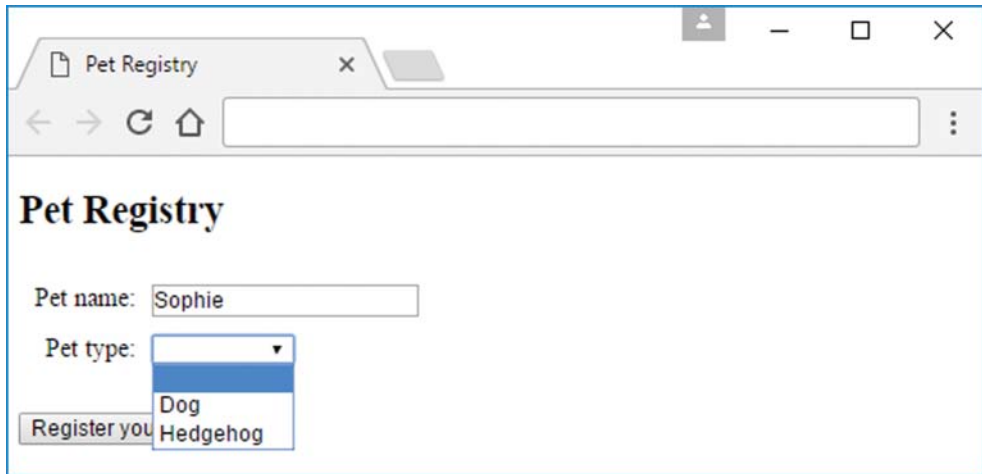 Pet Registry
Pet Registry
Pet name: Sophie
Pet type:
Dog
Register you
Hedgehog